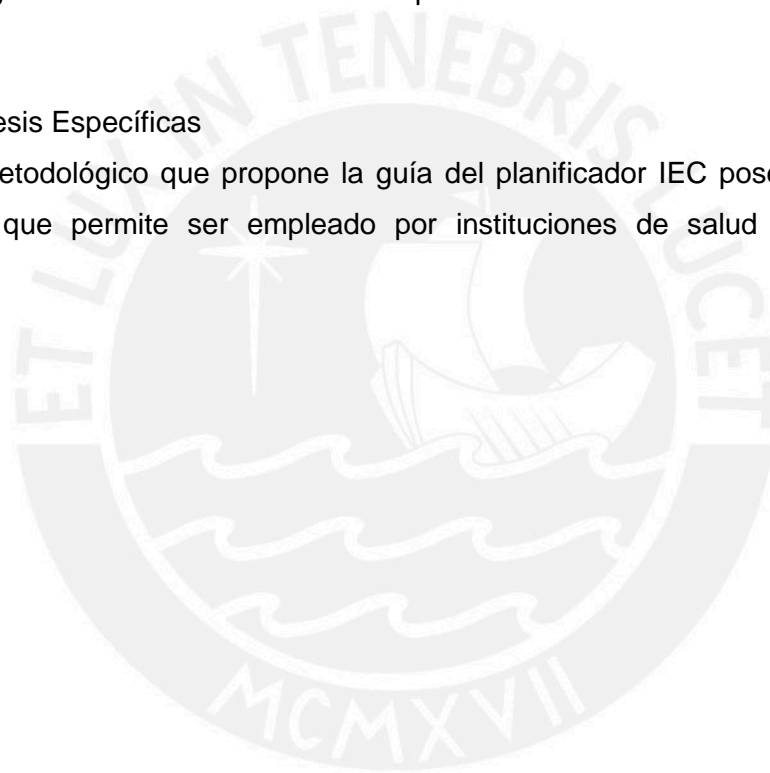 esis Específicas
etodológico que propone la guía del planificador IEC pose
que permite ser empleado por instituciones de salud
ET LUX IN TENEBRIS LUCET
MCMXVII